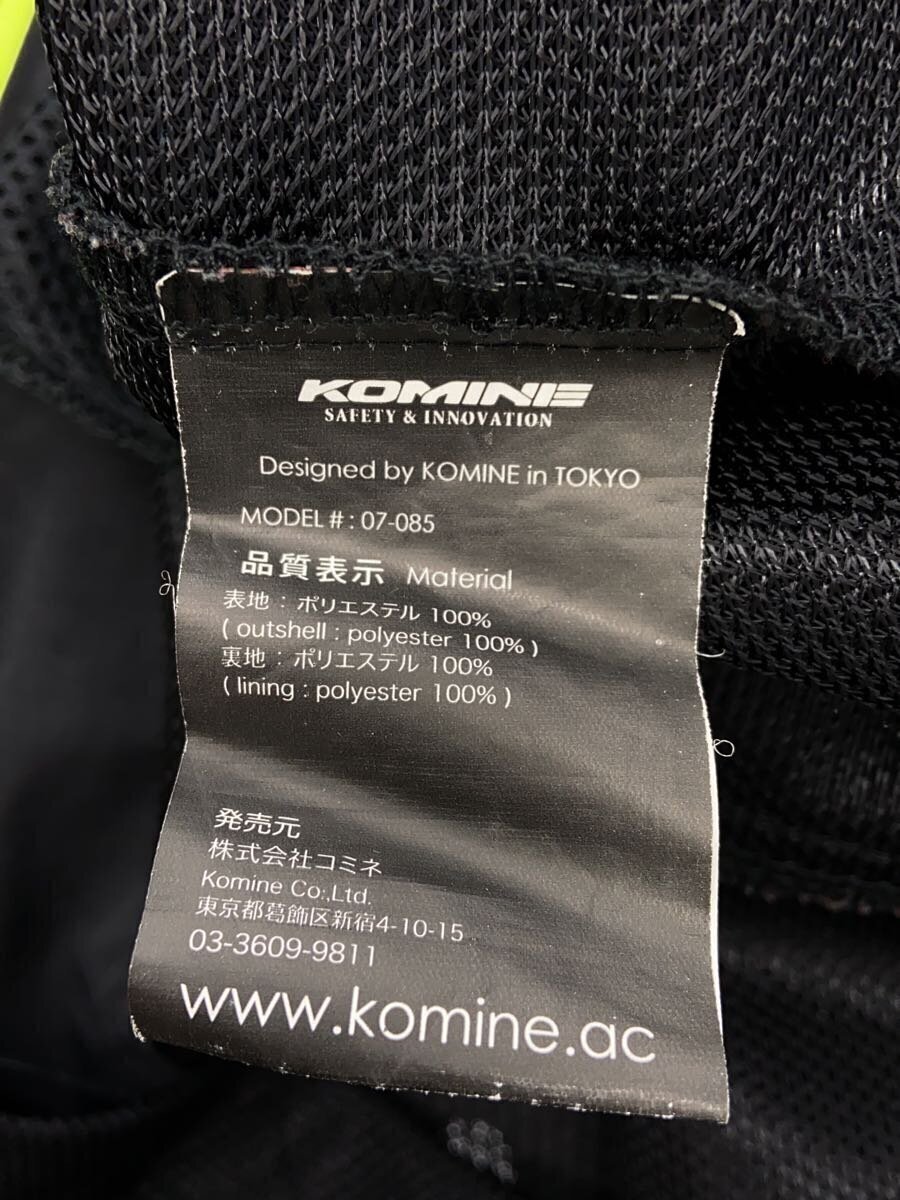 KOMINE
SAFETY & INNOVATION
Designed by KOMINE in TOKYO
MODEL # : 07-085
品質表示 Material
表地 : ポリエステル 100%
( outshell : polyester 100% )
裏地 : ポリエステル 100%
( lining : polyester 100% )
発売元
株式会社コミネ
Komine Co.,Ltd.
東京都葛飾区新宿4-10-15
03-3609-9811
www.komine.ac